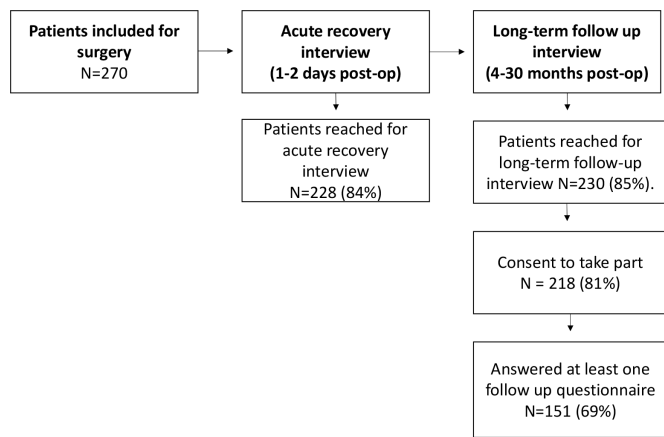 Patients included for
surgery
N=270
Acute recovery
interview
(1-2 days post-op)
Long-term follow up
interview
(4-30 months post-op)
Patients reached for
acute recovery
interview
N=228 (84%)
Patients reached for
long-term follow-up
interview N=230 (85%).
Consent to take part
N = 218 (81%)
Answered at least one
follow up questionnaire
N=151 (69%)